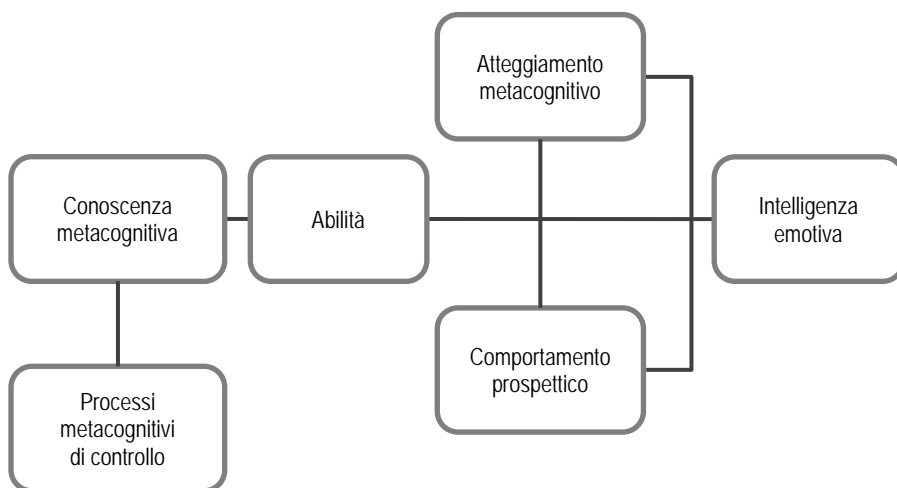 Atteggiamento
metacognitivo
Conoscenza
metacognitiva
Abilità
Intelligenza
emotiva
Comportamento
prospettico
Processi
metacognitivi
di controllo